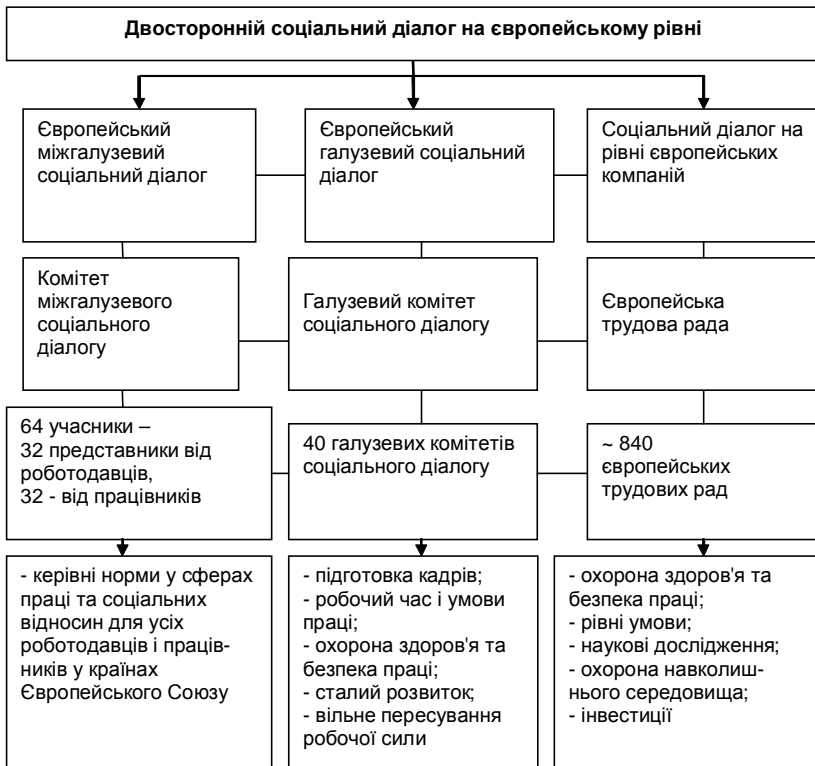 Двосторонній соціальний діалог на європейському рівні
Європейський
міжгалузевий
соціальний діалог
Європейський
галузевий соціальний
діалог
Соціальний діалог на
рівні європейських
компаній
Комітет
міжгалузевого
соціального
діалогу
Галузевий комітет
соціального діалогу
Європейська
трудова рада
64 учасники –
32 представники від
роботодавців,
32 - від працівників
40 галузевих комітетів
соціального діалогу
~ 840
європейських
трудових рад
- керівні норми у сферах
праці та соціальних
відносин для усіх
роботодавців і праців-
ників у країнах
Європейського Союзу
- підготовка кадрів;
- робочий час і умови
праці;
- охорона здоров'я та
безпека праці;
- сталий розвиток;
- вільне пересування
робочої сили
- охорона здоров'я та
безпека праці;
- рівні умови;
- наукові дослідження;
- охорона навколиш-
нього середовища;
- інвестиції